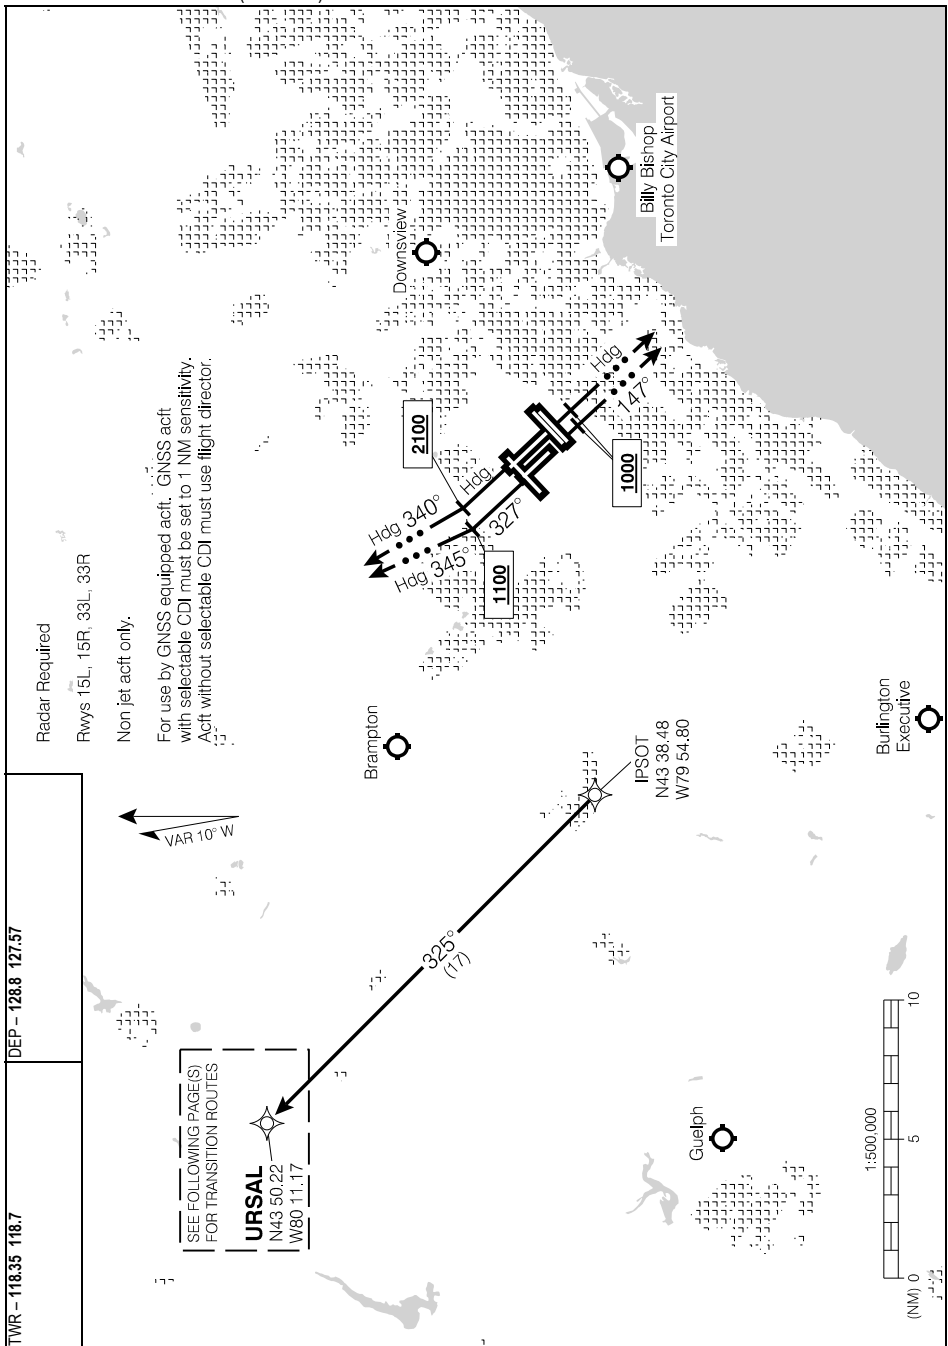 TWR – 118.35 118.7
DEP – 128.8 127.57
Radar Required
Rwys 15L, 15R, 33L, 33R
Non jet acft only.
For use by GNSS equipped acft. GNSS acft
with selectable CDI must be set to 1 NM sensitivity.
Acft without selectable CDI must use flight director.
VAR 10° W
SEE FOLLOWING PAGE(S)
FOR TRANSITION ROUTES
URSAL
N43 50.22
W80 11.17
325°
(17)
IPSOT
N43 38.48
W79 54.80
Brampton
Downsview
Billy Bishop
Toronto City Airport
Burlington
Executive
Guelph
Hdg 340°
Hdg 345°
2100
1100
Hdg
327°
1000
Hdg
147°
1:500,000
(NM) 0
5
10